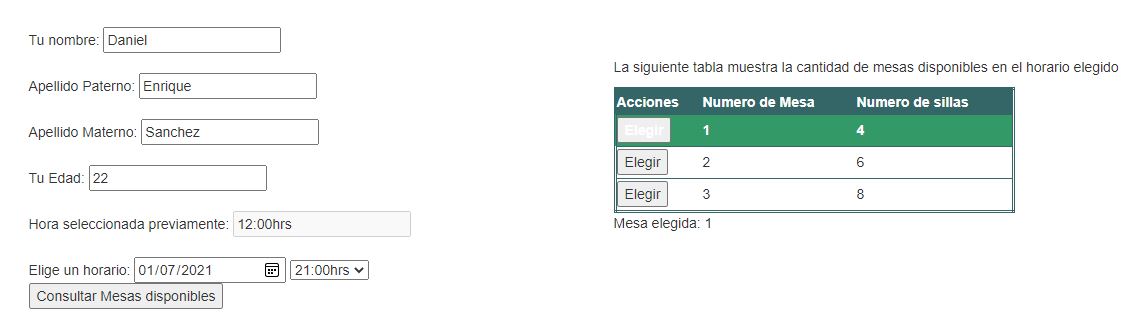 Tu nombre: Daniel
Apellido Paterno: Enrique
Apellido Materno: Sanchez
Tu Edad: 22
Hora seleccionada previamente: 12:00hrs
Elige un horario: 01/07/2021 21:00hrs
Consultar Mesas disponibles
La siguiente tabla muestra la cantidad de mesas disponibles en el horario elegido
Acciones Numero de Mesa Numero de sillas
Elegir 1 4
Elegir 2 6
Elegir 3 8
Mesa elegida: 1